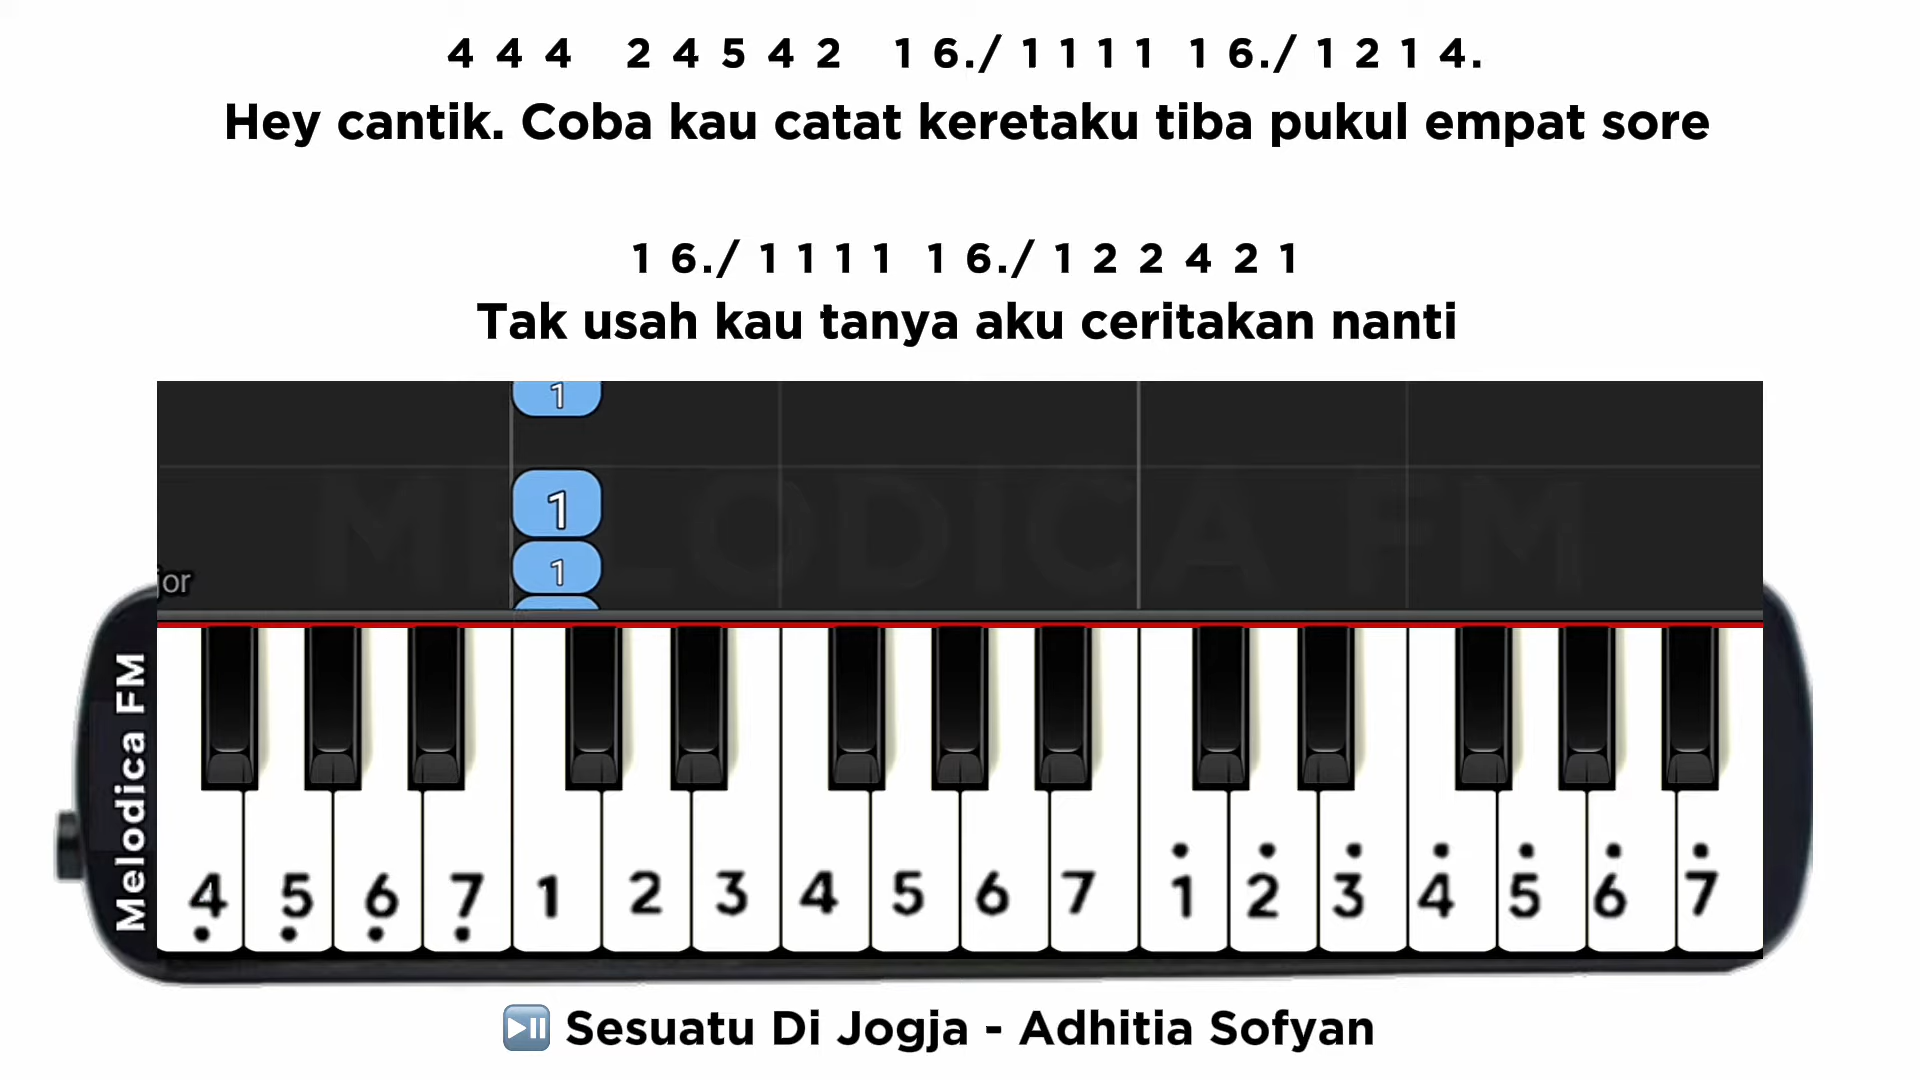 4 4 4 2 4 5 4 2 1 6./ 1 1 1 1 1 6./ 1 2 1 4.
Hey cantik. Coba kau catat keretaku tiba pukul empat sore
1 6./ 1 1 1 1 1 6./ 1 2 2 4 2 1
Tak usah kau tanya aku ceritakan nanti
1
1
1
MELODICA FM
jor
Melodica FM
4 5 6 7 1 2 3 4 5 6 7 1 2 3 4 5 6 7
Sesuatu Di Jogja - Adhitia Sofyan